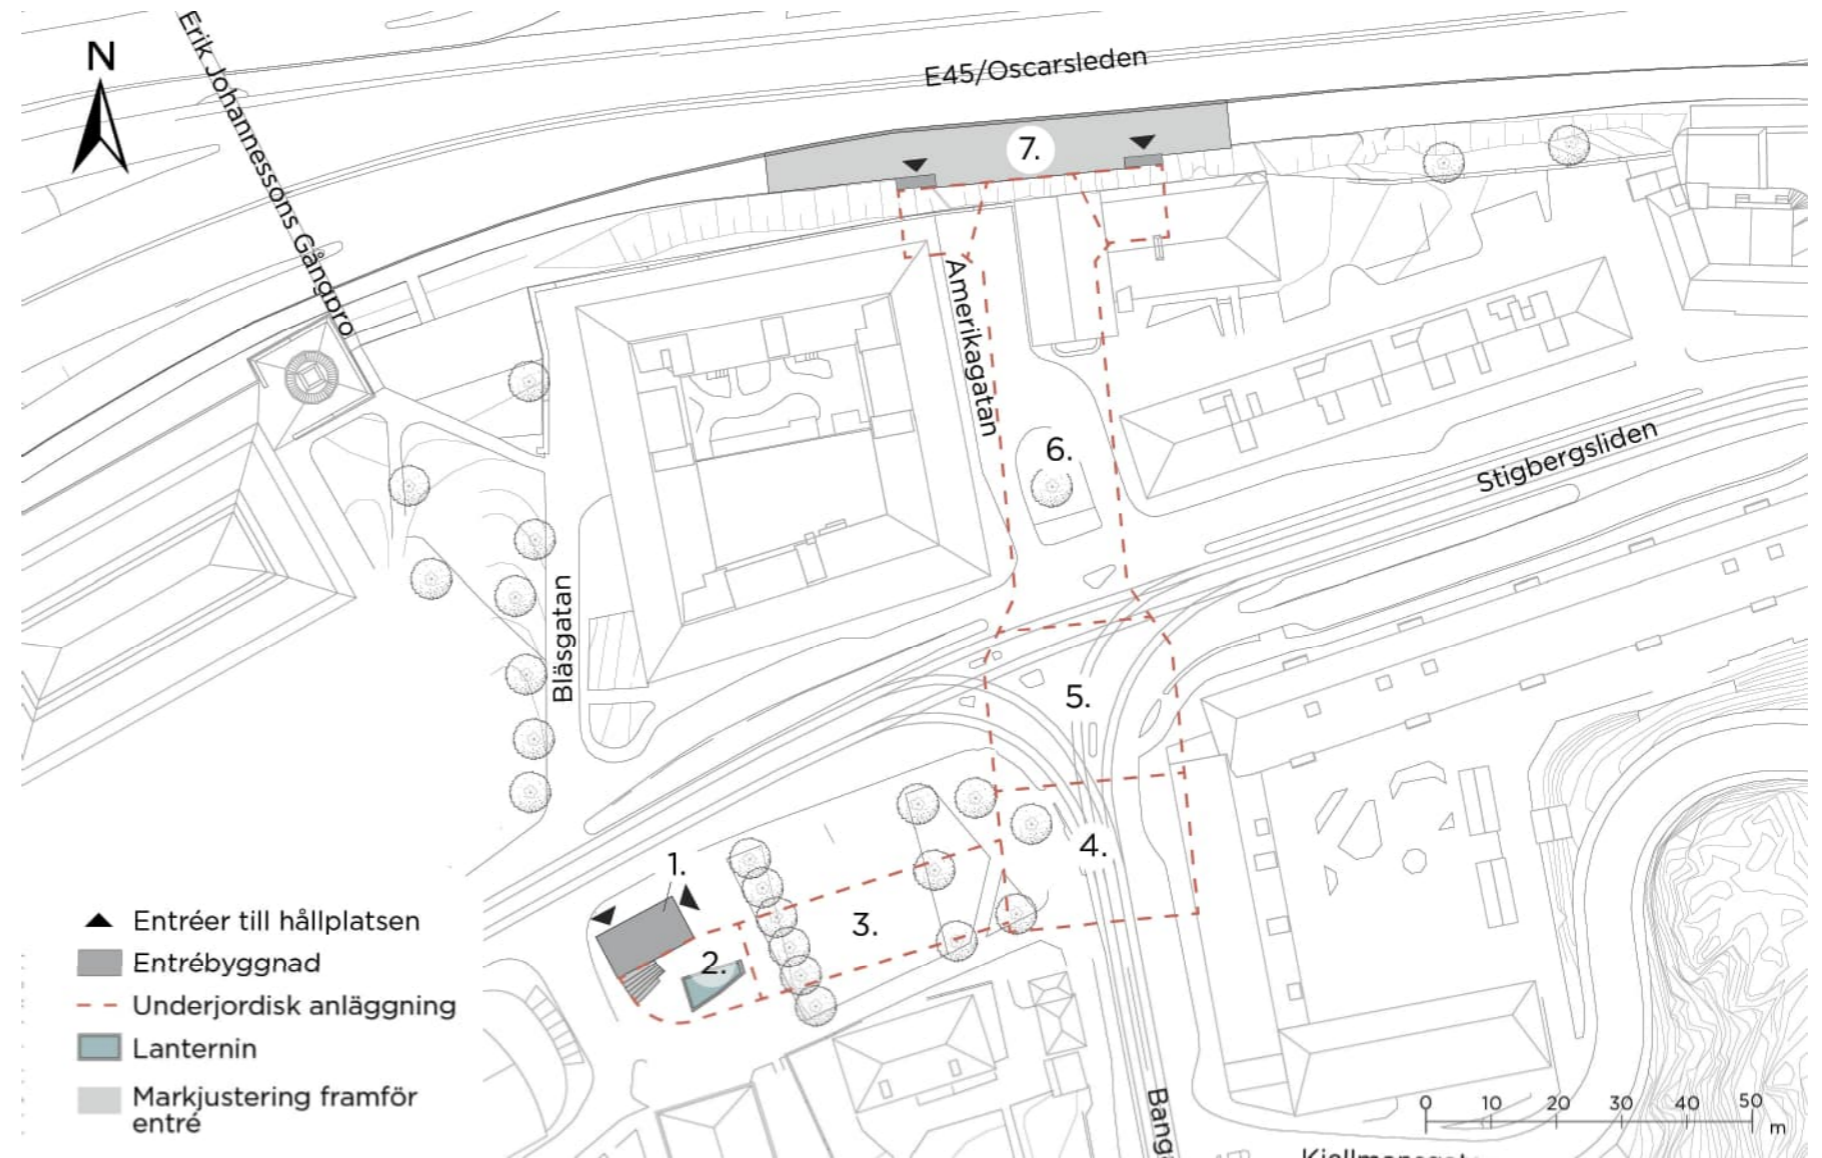 N
Erik Johannessons Gångbro
E45/Oscarsleden
7.
Amerikagatan
6.
Stigbergsliden
Bläsgatan
5.
4.
1.
3.
2.
Entréer till hållplatsen
Entrébyggnad
Underjordisk anläggning
Lanternin
Markjustering framför
entré
0 10 20 30 40 50
m